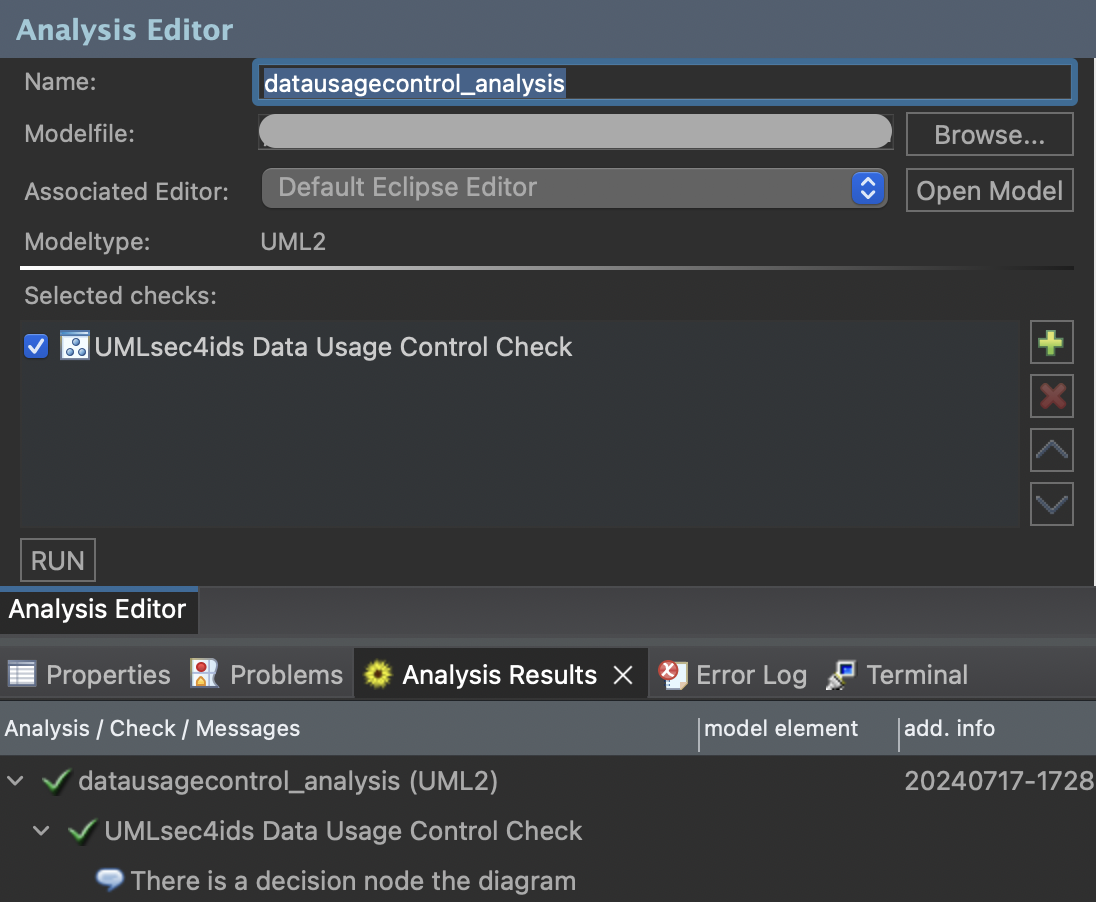 Analysis Editor
Name: datausagecontrol_analysis
Modelfile: Browse...
Associated Editor: Default Eclipse Editor Open Model
Modeltype: UML2
Selected checks:
UMLsec4ids Data Usage Control Check
RUN
Analysis Editor
Properties Problems Analysis Results Error Log Terminal
Analysis / Check / Messages model element add. info
datausagecontrol_analysis (UML2) 20240717-1728
UMLsec4ids Data Usage Control Check
There is a decision node the diagram